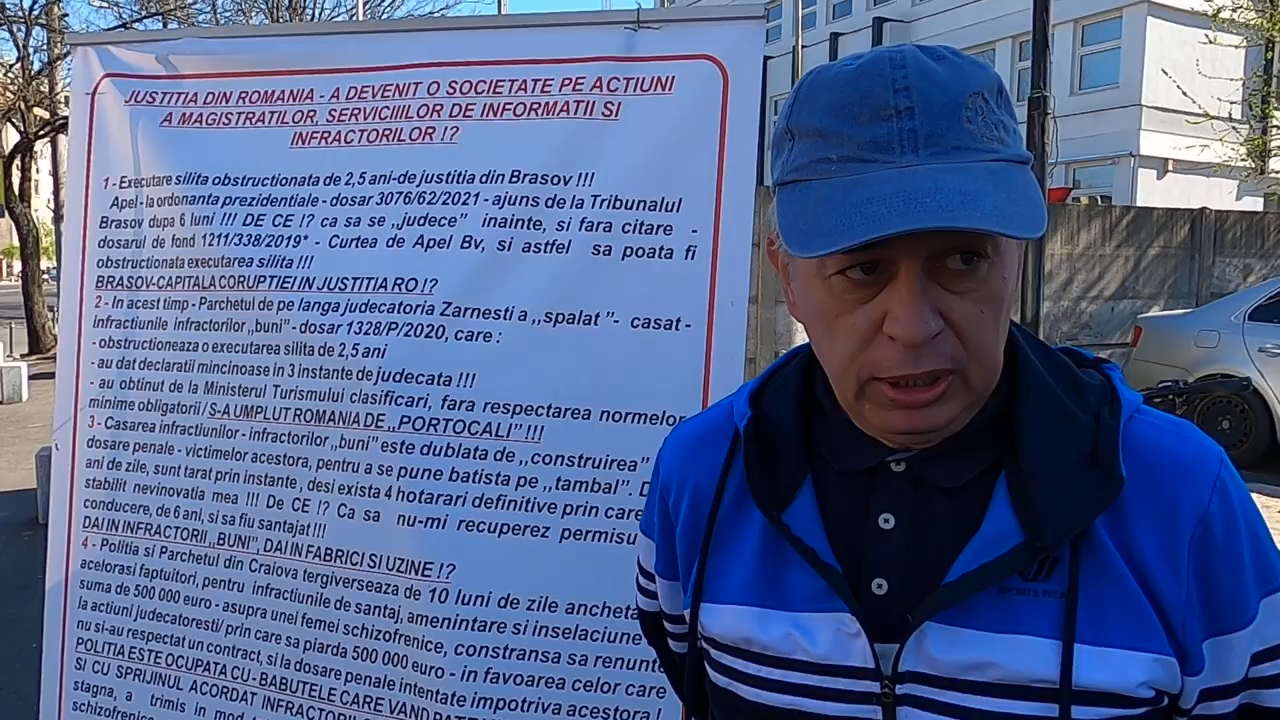 JUSTITIA DIN ROMANIA - A DEVENIT O SOCIETATE PE ACTIUNI
A MAGISTRATILOR, SERVICIIILOR DE INFORMATII SI
INFRACTORILOR !?
1 - Executare silita obstructionata de 2,5 ani-de justitia din Brasov !!!
Apel - la ordonanta prezidentiale - dosar 3076/62/2021 - ajuns de la Tribunalul
Brasov dupa 6 luni !!! DE CE !? ca sa se ,,judece" inainte, si fara citare -
dosarul de fond 1211/338/2019* - Curtea de Apel Bv, si astfel sa poata fi
obstructionata executarea silita !!!
BRASOV-CAPITALA CORUPTIEI IN JUSTITIA RO !?
2 - In acest timp - Parchetul de pe langa judecatoria Zarnesti a ,,spalat "- casat -
infractiunile infractorilor ,,buni" - dosar 1328/P/2020, care :
- obstructioneaza o executarea silita de 2,5 ani
- au dat declaratii mincinoase in 3 instante de judecata !!!
- au obtinut de la Ministerul Turismului clasificari, fara respectarea normelor
minime obligatorii / S-A UMPLUT ROMANIA DE ,,PORTOCALI" !!!
3 - Casarea infractiunilor - infractorilor ,,buni" este dublata de ,,construirea"
dosare penale - victimelor acestora, pentru a se pune batista pe ,,tambal". D
ani de zile, sunt tarat prin instante , desi exista 4 hotarari definitive prin care
stabilit nevinovatia mea !!! De CE !? Ca sa nu-mi recuperez permisu
conducere, de 6 ani, si sa fiu santajat !!!
DAI IN INFRACTORII ,,BUNI", DAI IN FABRICI SI UZINE !?
4 - Politia si Parchetul din Craiova tergiverseaza de 10 luni de zile ancheta
acelorasi faptuitori, pentru infractiunile de santaj, amenintare si inselaciune
suma de 500 000 euro - asupra unei femei schizofrenice, constransa sa renunte
la actiuni judecatoresti/ prin care sa piarda 500 000 euro - in favoarea celor care
nu si-au respectat un contract, si la dosare penale intentate impotriva acestora !
POLITIA ESTE OCUPATA CU - BABUTELE CARE VAND
SI CU SPRIJINUL ACORDAT
stagna, a trimis in mod
SPORTS